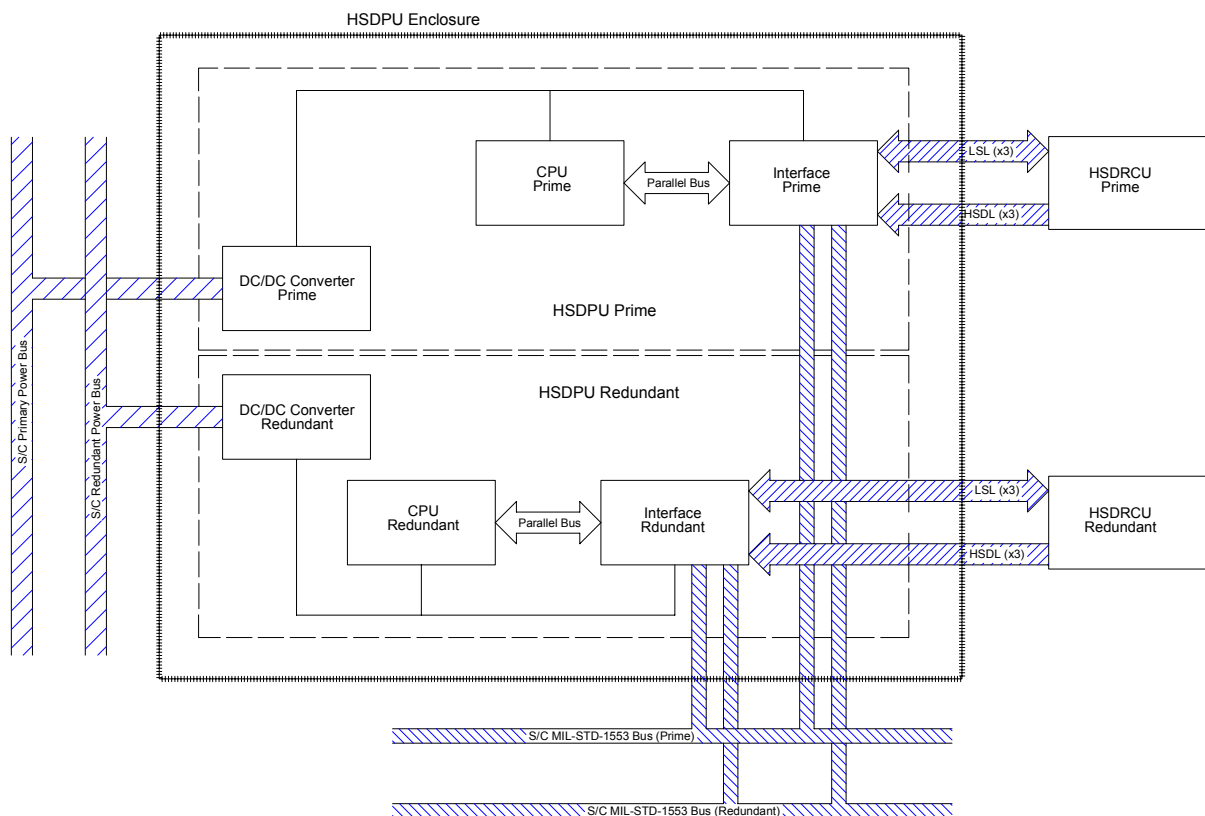 HSDPU Enclosure
CPU
Prime
Parallel Bus
Interface
Prime
LSL (x3)
HSDL (x3)
HSDRCU
Prime
DC/DC Converter
Prime
HSDPU Prime
S/C Primary Power Bus
S/C Redundant Power Bus
HSDPU Redundant
DC/DC Converter
Redundant
CPU
Redundant
Parallel Bus
Interface
Rdundant
LSL (x3)
HSDL (x3)
HSDRCU
Redundant
S/C MIL-STD-1553 Bus (Prime)
S/C MIL-STD-1553 Bus (Redundant)